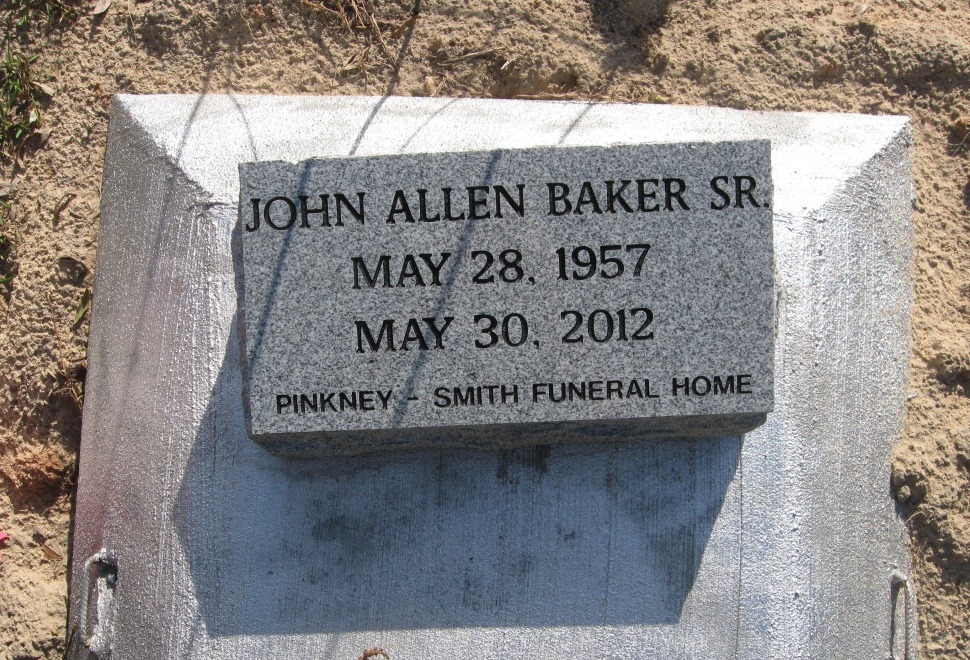 JOHN ALLEN BAKER SR.
MAY 28, 1957
MAY 30, 2012
PINKNEY - SMITH FUNERAL HOME